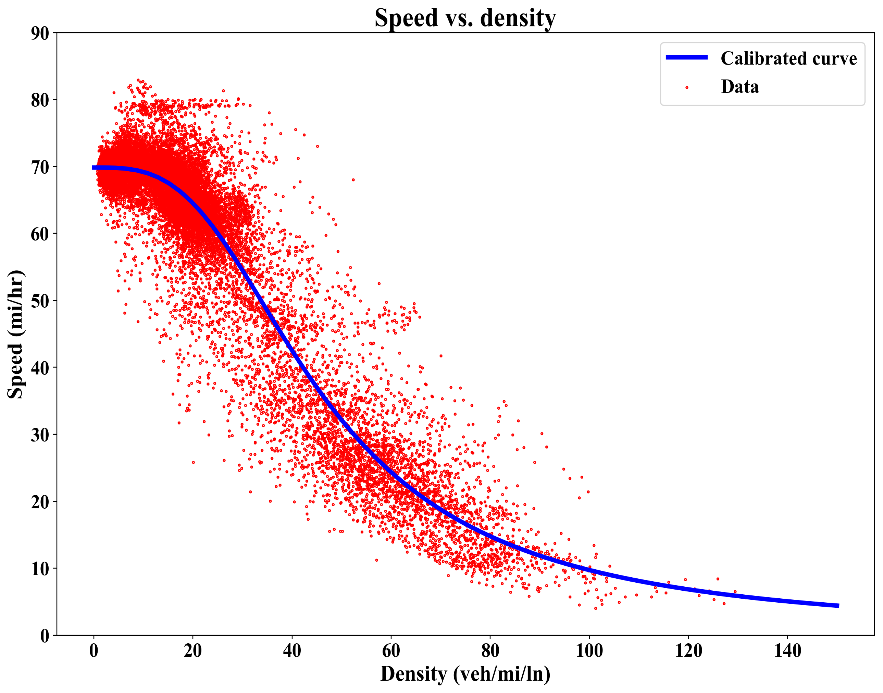 Speed vs. density
90
80
70
60
50
40
30
20
10
0
Speed (mi/hr)
Calibrated curve
Data
0 20 40 60 80 100 120 140
Density (veh/mi/ln)